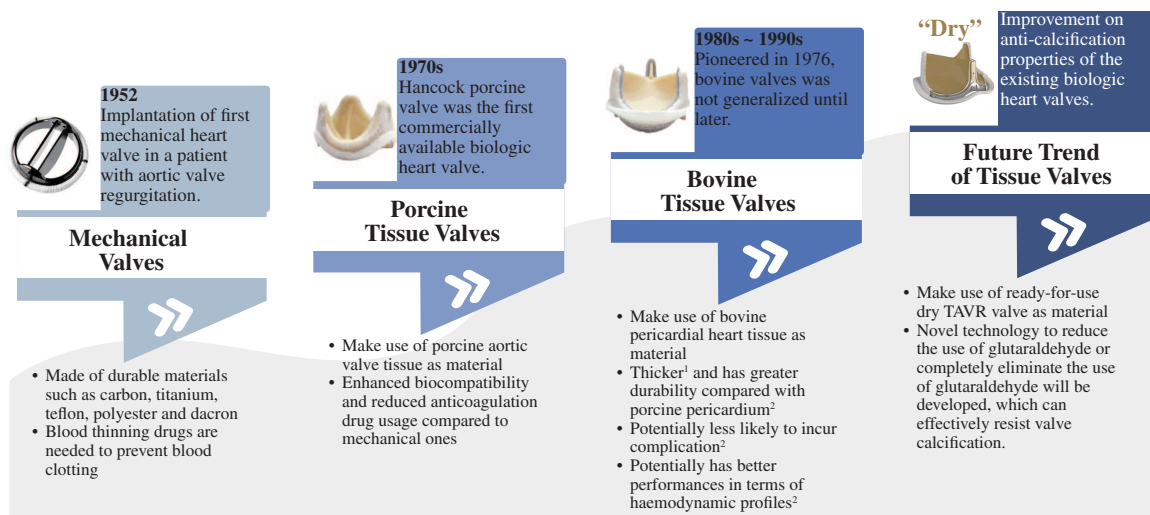 1952
Implantation of first
mechanical heart
valve in a patient
with aortic valve
regurgitation.
Mechanical
Valves
• Made of durable materials
such as carbon, titanium,
teflon, polyester and dacron
• Blood thinning drugs are
needed to prevent blood
clotting
1970s
Hancock porcine
valve was the first
commercially
available biologic
heart valve.
Porcine
Tissue Valves
• Make use of porcine aortic
valve tissue as material
• Enhanced biocompatibility
and reduced anticoagulation
drug usage compared to
mechanical ones
1980s ~ 1990s
Pioneered in 1976,
bovine valves was
not generalized until
later.
Bovine
Tissue Valves
• Make use of bovine
pericardial heart tissue as
material
• Thicker¹ and has greater
durability compared with
porcine pericardium²
• Potentially less likely to incur
complication²
• Potentially has better
performances in terms of
haemodynamic profiles²
“Dry”
Improvement on
anti-calcification
properties of the
existing biologic
heart valves.
Future Trend
of Tissue Valves
• Make use of ready-for-use
dry TAVR valve as material
• Novel technology to reduce
the use of glutaraldehyde or
completely eliminate the use
of glutaraldehyde will be
developed, which can
effectively resist valve
calcification.